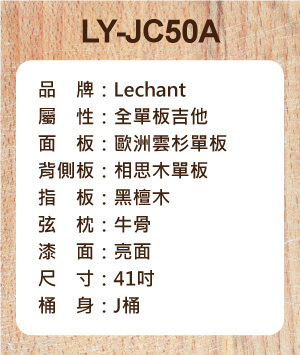 LY-JC50A
品 牌：Lechant
屬 性：全單板吉他
面 板：歐洲雲杉單板
背側板：相思木單板
指 板：黑檀木
弦 枕：牛骨
漆 面：亮面
尺 寸：41吋
桶 身：J桶